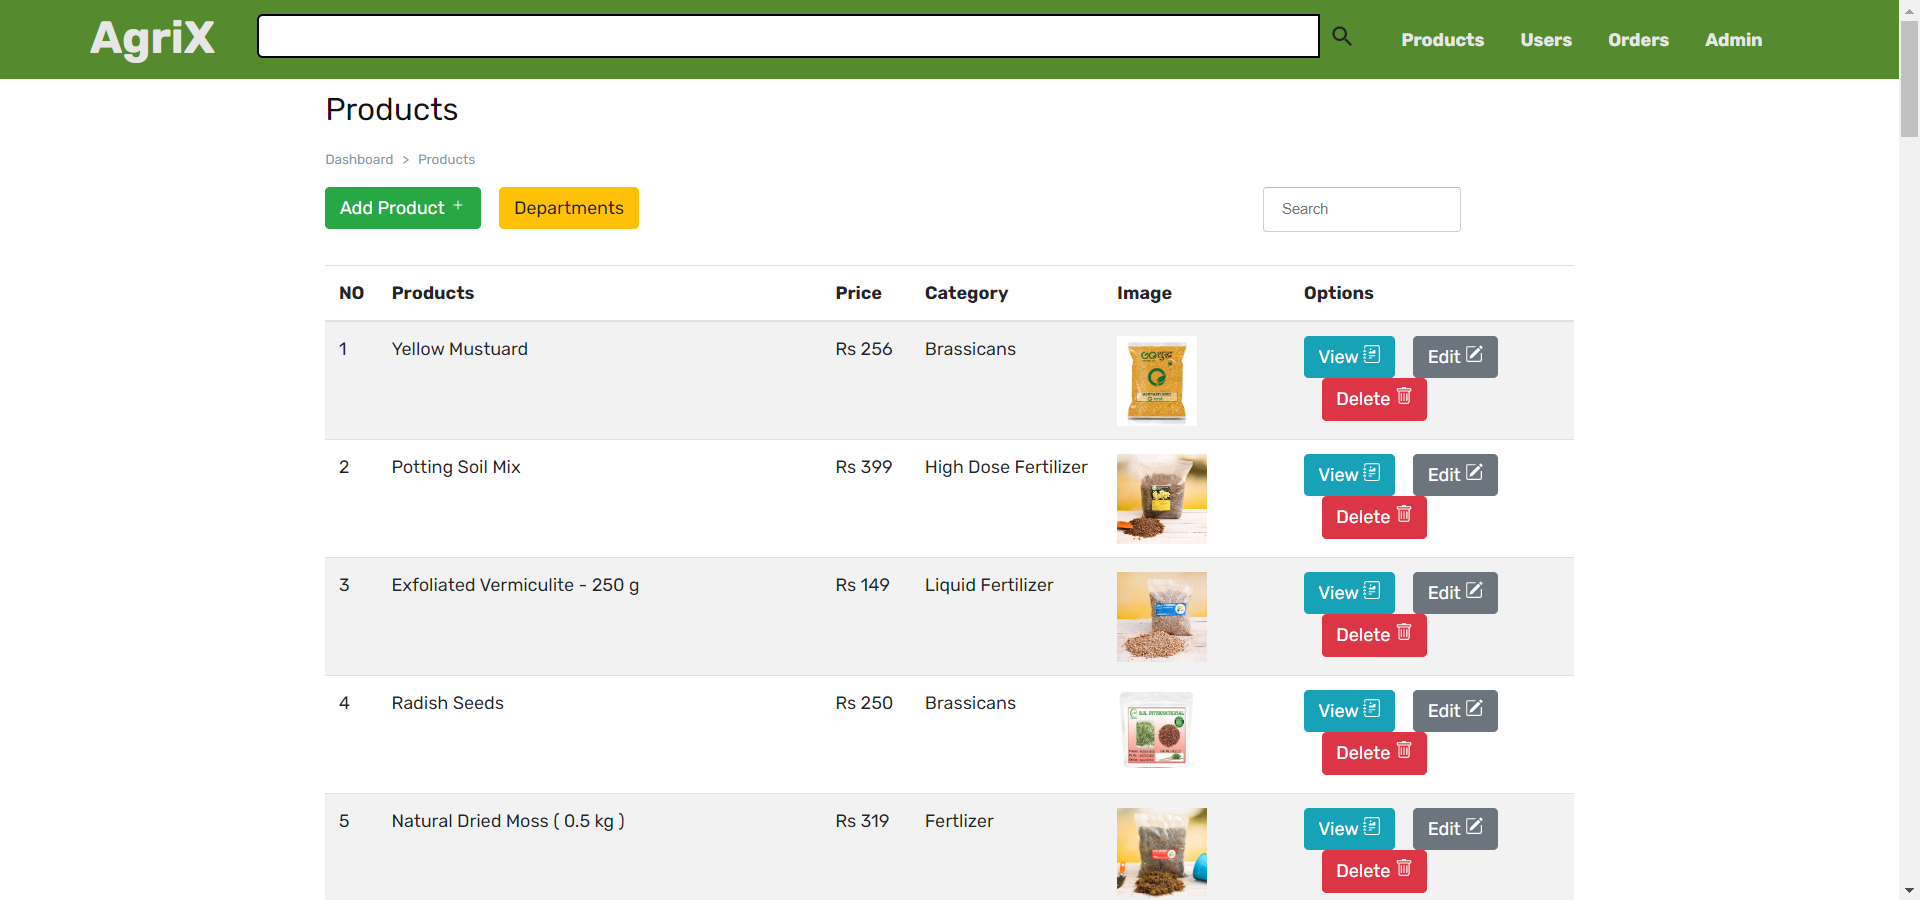 AgriX
Products Users Orders Admin
Products
Dashboard > Products
Add Product + Departments Search
NO Products Price Category Image Options
1 Yellow Mustuard Rs 256 Brassicans View Edit
Delete
2 Potting Soil Mix Rs 399 High Dose Fertilizer View Edit
Delete
3 Exfoliated Vermiculite - 250 g Rs 149 Liquid Fertilizer View Edit
Delete
4 Radish Seeds Rs 250 Brassicans View Edit
S.R. INTERNATIONAL
Delete
5 Natural Dried Moss ( 0.5 kg ) Rs 319 Fertlizer View Edit
Delete